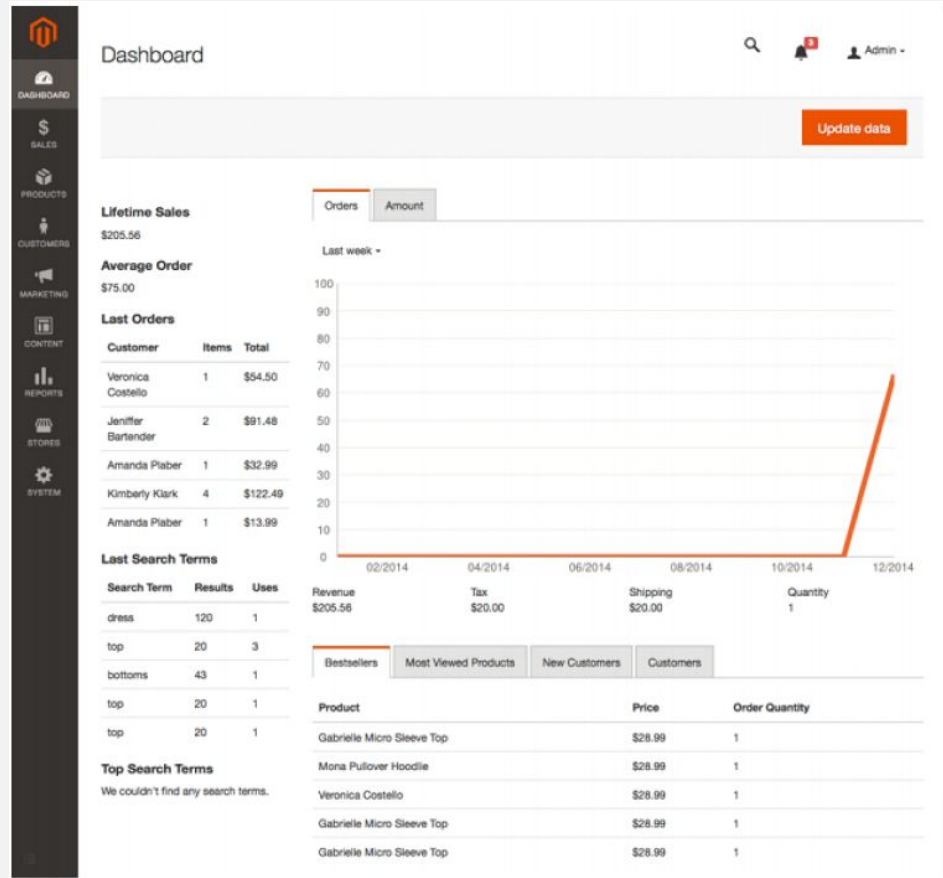 Dashboard
3
Admin
DASHBOARD
SALES
PRODUCTS
CUSTOMERS
MARKETING
CONTENT
REPORTS
STORES
SYSTEM
Update data
Lifetime Sales
$205.56
Average Order
$75.00
Last Orders
Customer Items Total
Veronica
Costello 1 $54.50
Jeniffer
Bartender 2 $91.48
Amanda Plaber 1 $32.99
Kimberly Klark 4 $122.49
Amanda Plaber 1 $13.99
Last Search Terms
Search Term Results Uses
dress 120 1
top 20 3
bottoms 43 1
top 20 1
top 20 1
Top Search Terms
We couldn't find any search terms.
Orders Amount
Last week
100
90
80
70
60
50
40
30
20
10
0
02/2014 04/2014 06/2014 08/2014 10/2014 12/2014
Revenue Tax Shipping Quantity
$205.56 $20.00 $20.00 1
Bestsellers Most Viewed Products New Customers Customers
Product Price Order Quantity
Gabrielle Micro Sleeve Top $28.99 1
Mona Pullover Hoodlie $28.99 1
Veronica Costello $28.99 1
Gabrielle Micro Sleeve Top $28.99 1
Gabrielle Micro Sleeve Top $28.99 1